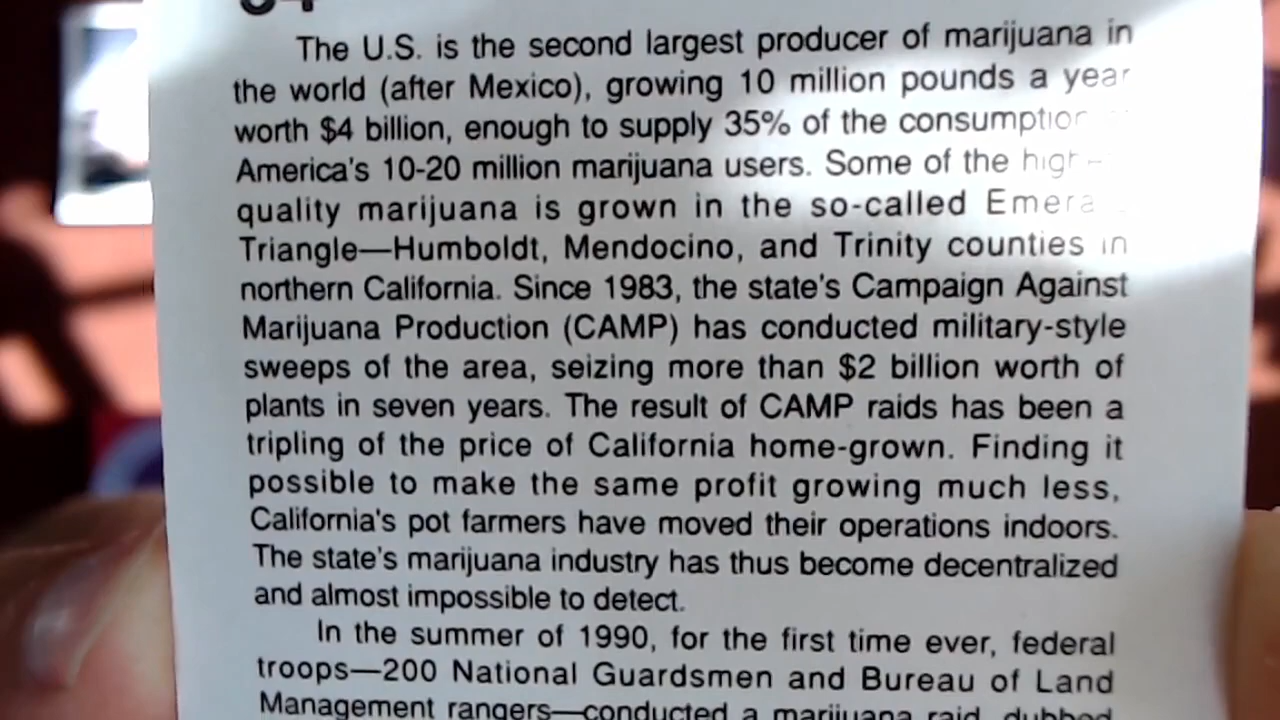 The U.S. is the second largest producer of marijuana in
the world (after Mexico), growing 10 million pounds a year
worth $4 billion, enough to supply 35% of the consumption
America's 10-20 million marijuana users. Some of the high-
quality marijuana is grown in the so-called
Triangle—Humboldt, Mendocino, and Trinity counties in
northern California. Since 1983, the state's Campaign Against
Marijuana Production (CAMP) has conducted military-style
sweeps of the area, seizing more than $2 billion worth of
plants in seven years. The result of CAMP raids has been a
tripling of the price of California home-grown. Finding it
possible to make the same profit growing much less,
California's pot farmers have moved their operations indoors.
The state's marijuana industry has thus become decentralized
and almost impossible to detect.
In the summer of 1990, for the first time ever, federal
troops—200 National Guardsmen and Bureau of Land
Management rangers—conducted a marijuana raid, dubbed